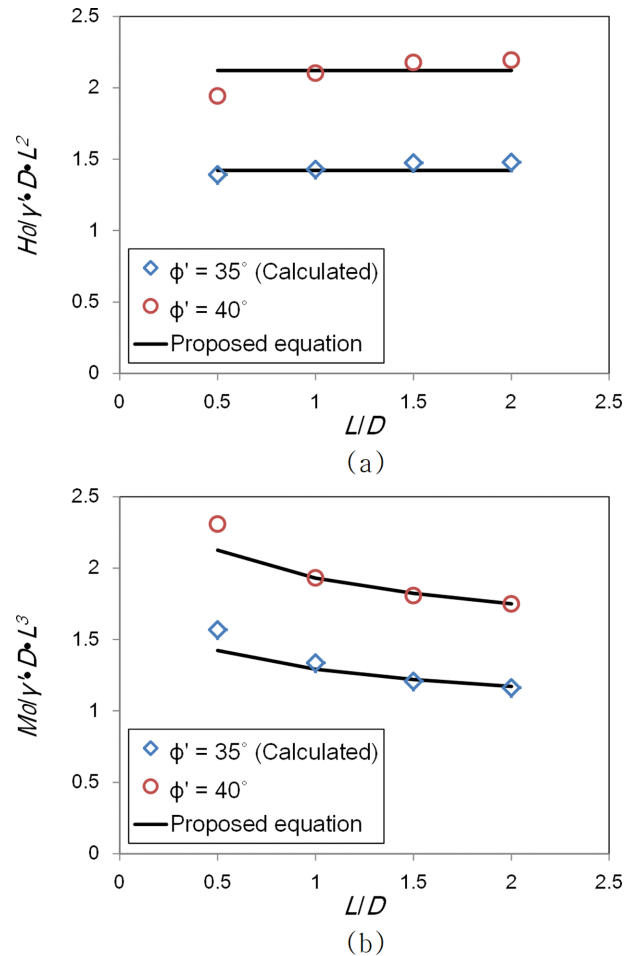 2.5
2
1.5
1
0.5
0
Ho/γ'•D•L²
ϕ' = 35° (Calculated)
ϕ' = 40°
Proposed equation
0 0.5 1 1.5 2 2.5
L/D
(a)
2.5
2
1.5
1
0.5
0
Mo/γ'•D•L³
ϕ' = 35° (Calculated)
ϕ' = 40°
Proposed equation
0 0.5 1 1.5 2 2.5
L/D
(b)